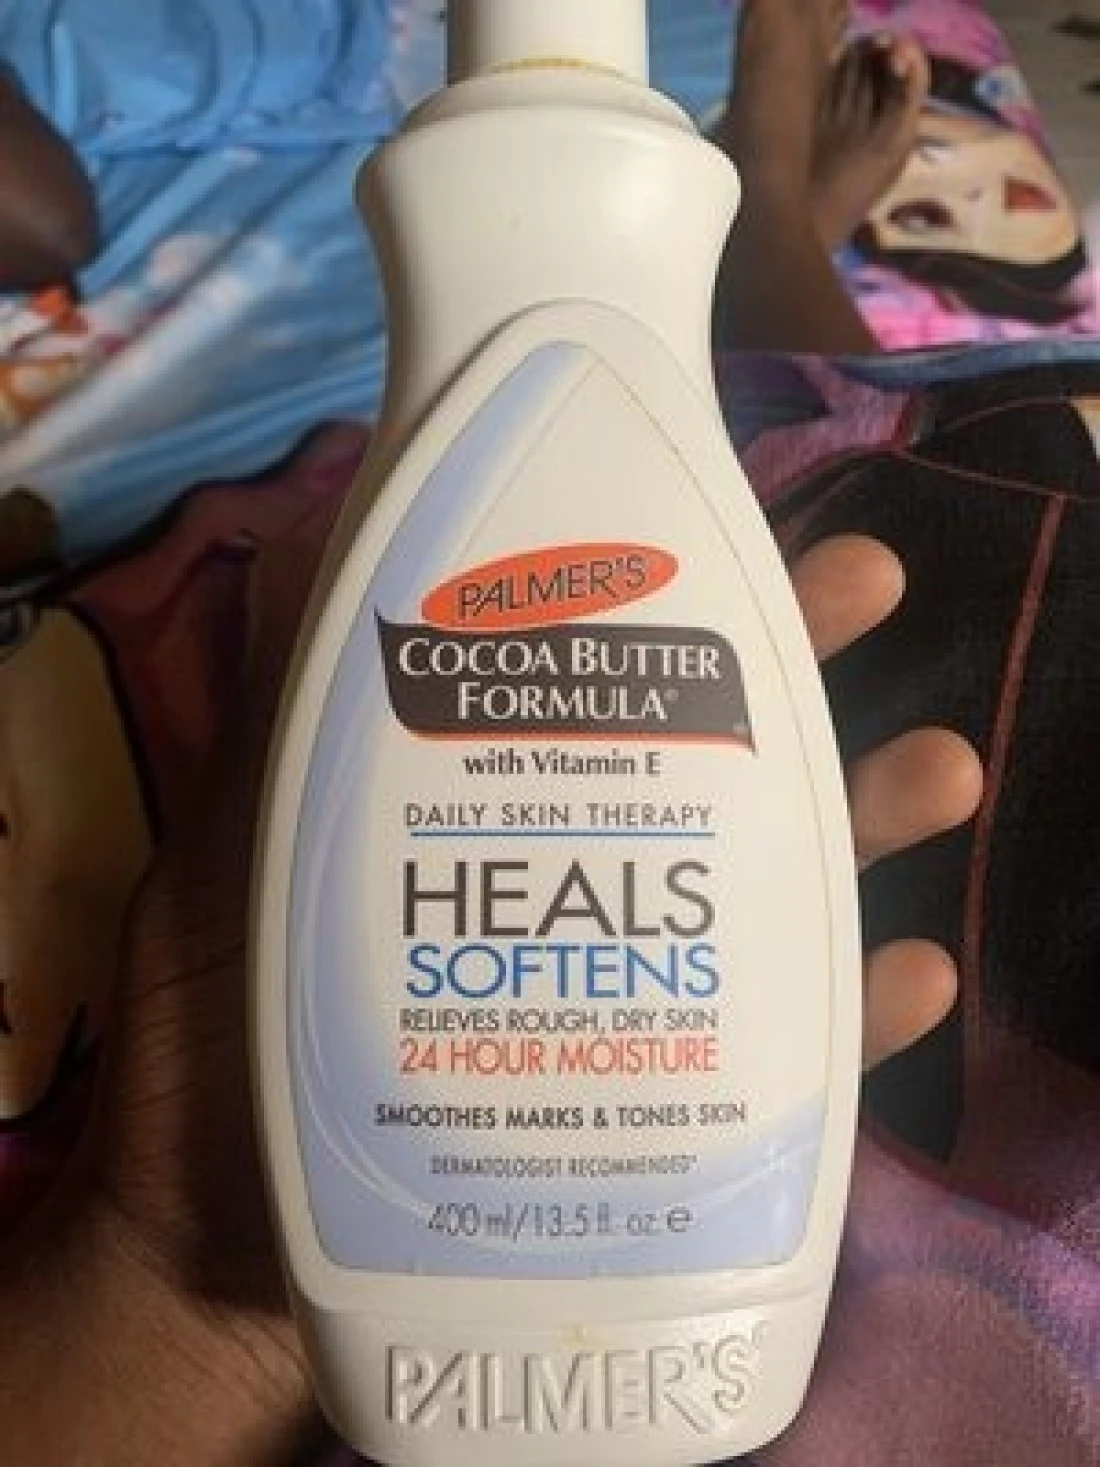 PALMER'S
COCOA BUTTER
FORMULA®
with Vitamin E
DAILY SKIN THERAPY
HEALS
SOFTENS
RELIEVES ROUGH, DRY SKIN
24 HOUR MOISTURE
SMOOTHES MARKS & TONES SKIN
DERMATOLOGIST RECOMMENDED*
400 ml/13.5 fl. oz. ℮
PALMER'S®